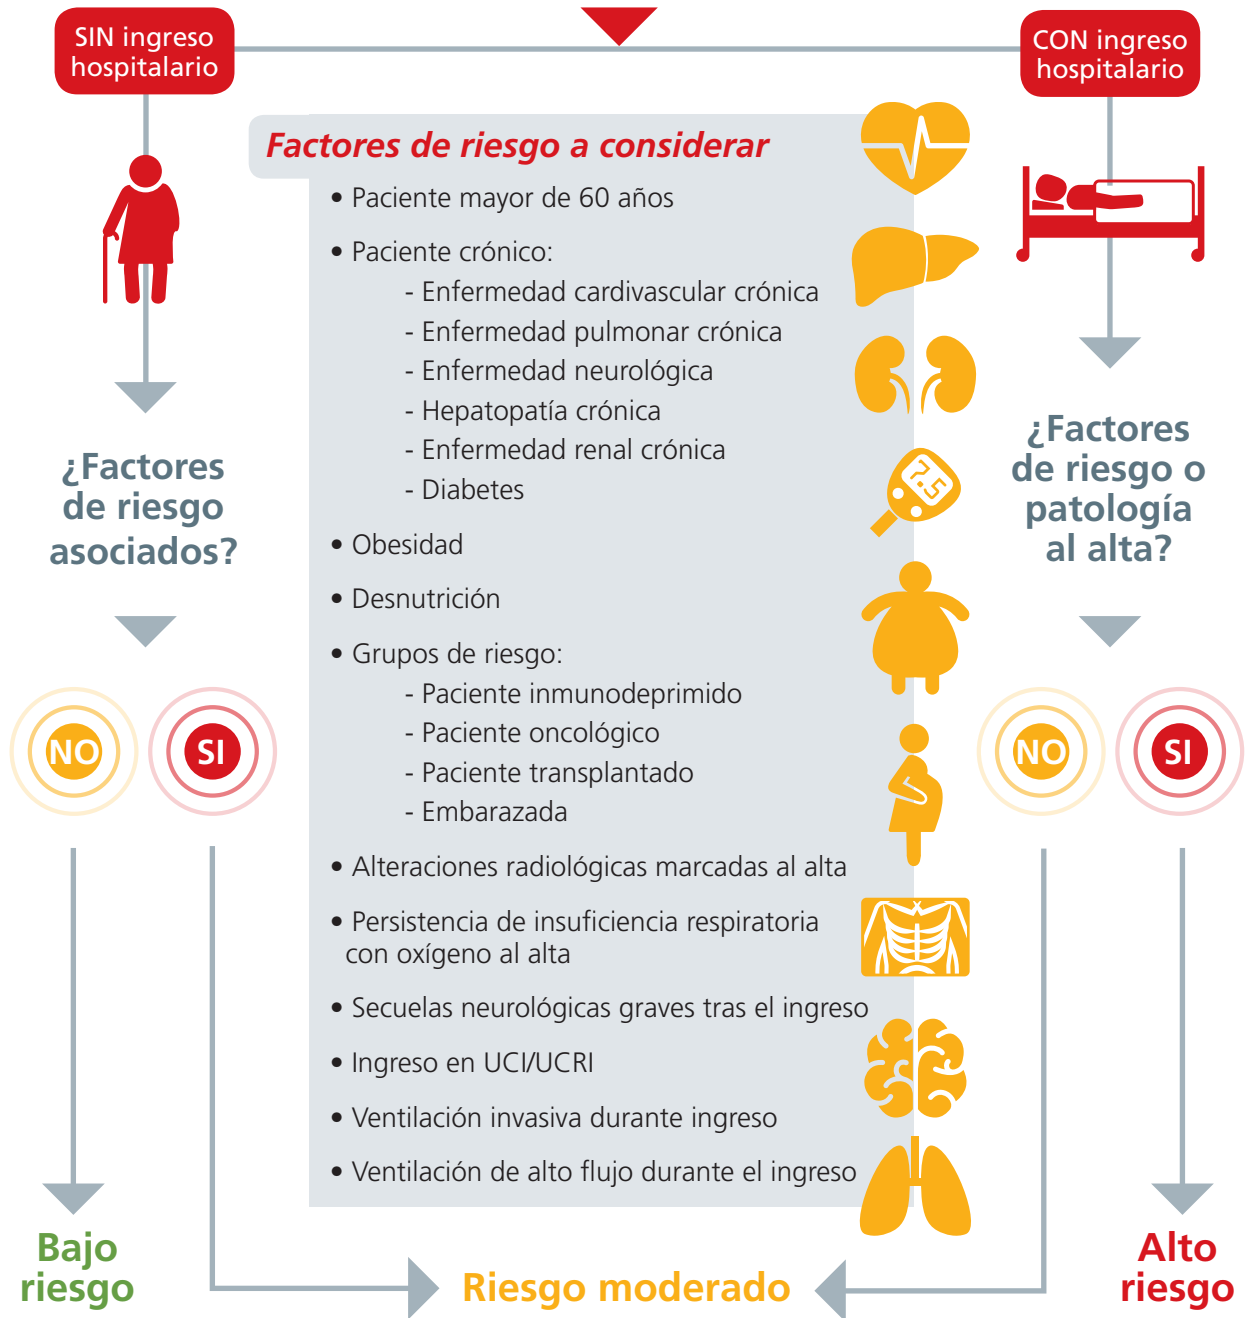 SIN ingreso
hospitalario
CON ingreso
hospitalario
Factores de riesgo a considerar
• Paciente mayor de 60 años
• Paciente crónico:
- Enfermedad cardivascular crónica
- Enfermedad pulmonar crónica
- Enfermedad neurológica
- Hepatopatía crónica
- Enfermedad renal crónica
- Diabetes
• Obesidad
• Desnutrición
• Grupos de riesgo:
- Paciente inmunodeprimido
- Paciente oncológico
- Paciente transplantado
- Embarazada
• Alteraciones radiológicas marcadas al alta
• Persistencia de insuficiencia respiratoria
con oxígeno al alta
• Secuelas neurológicas graves tras el ingreso
• Ingreso en UCI/UCRI
• Ventilación invasiva durante ingreso
• Ventilación de alto flujo durante el ingreso
7.5
¿Factores
de riesgo
asociados?
NO
SI
¿Factores
de riesgo o
patología
al alta?
NO
SI
Bajo
riesgo
Riesgo moderado
Alto
riesgo